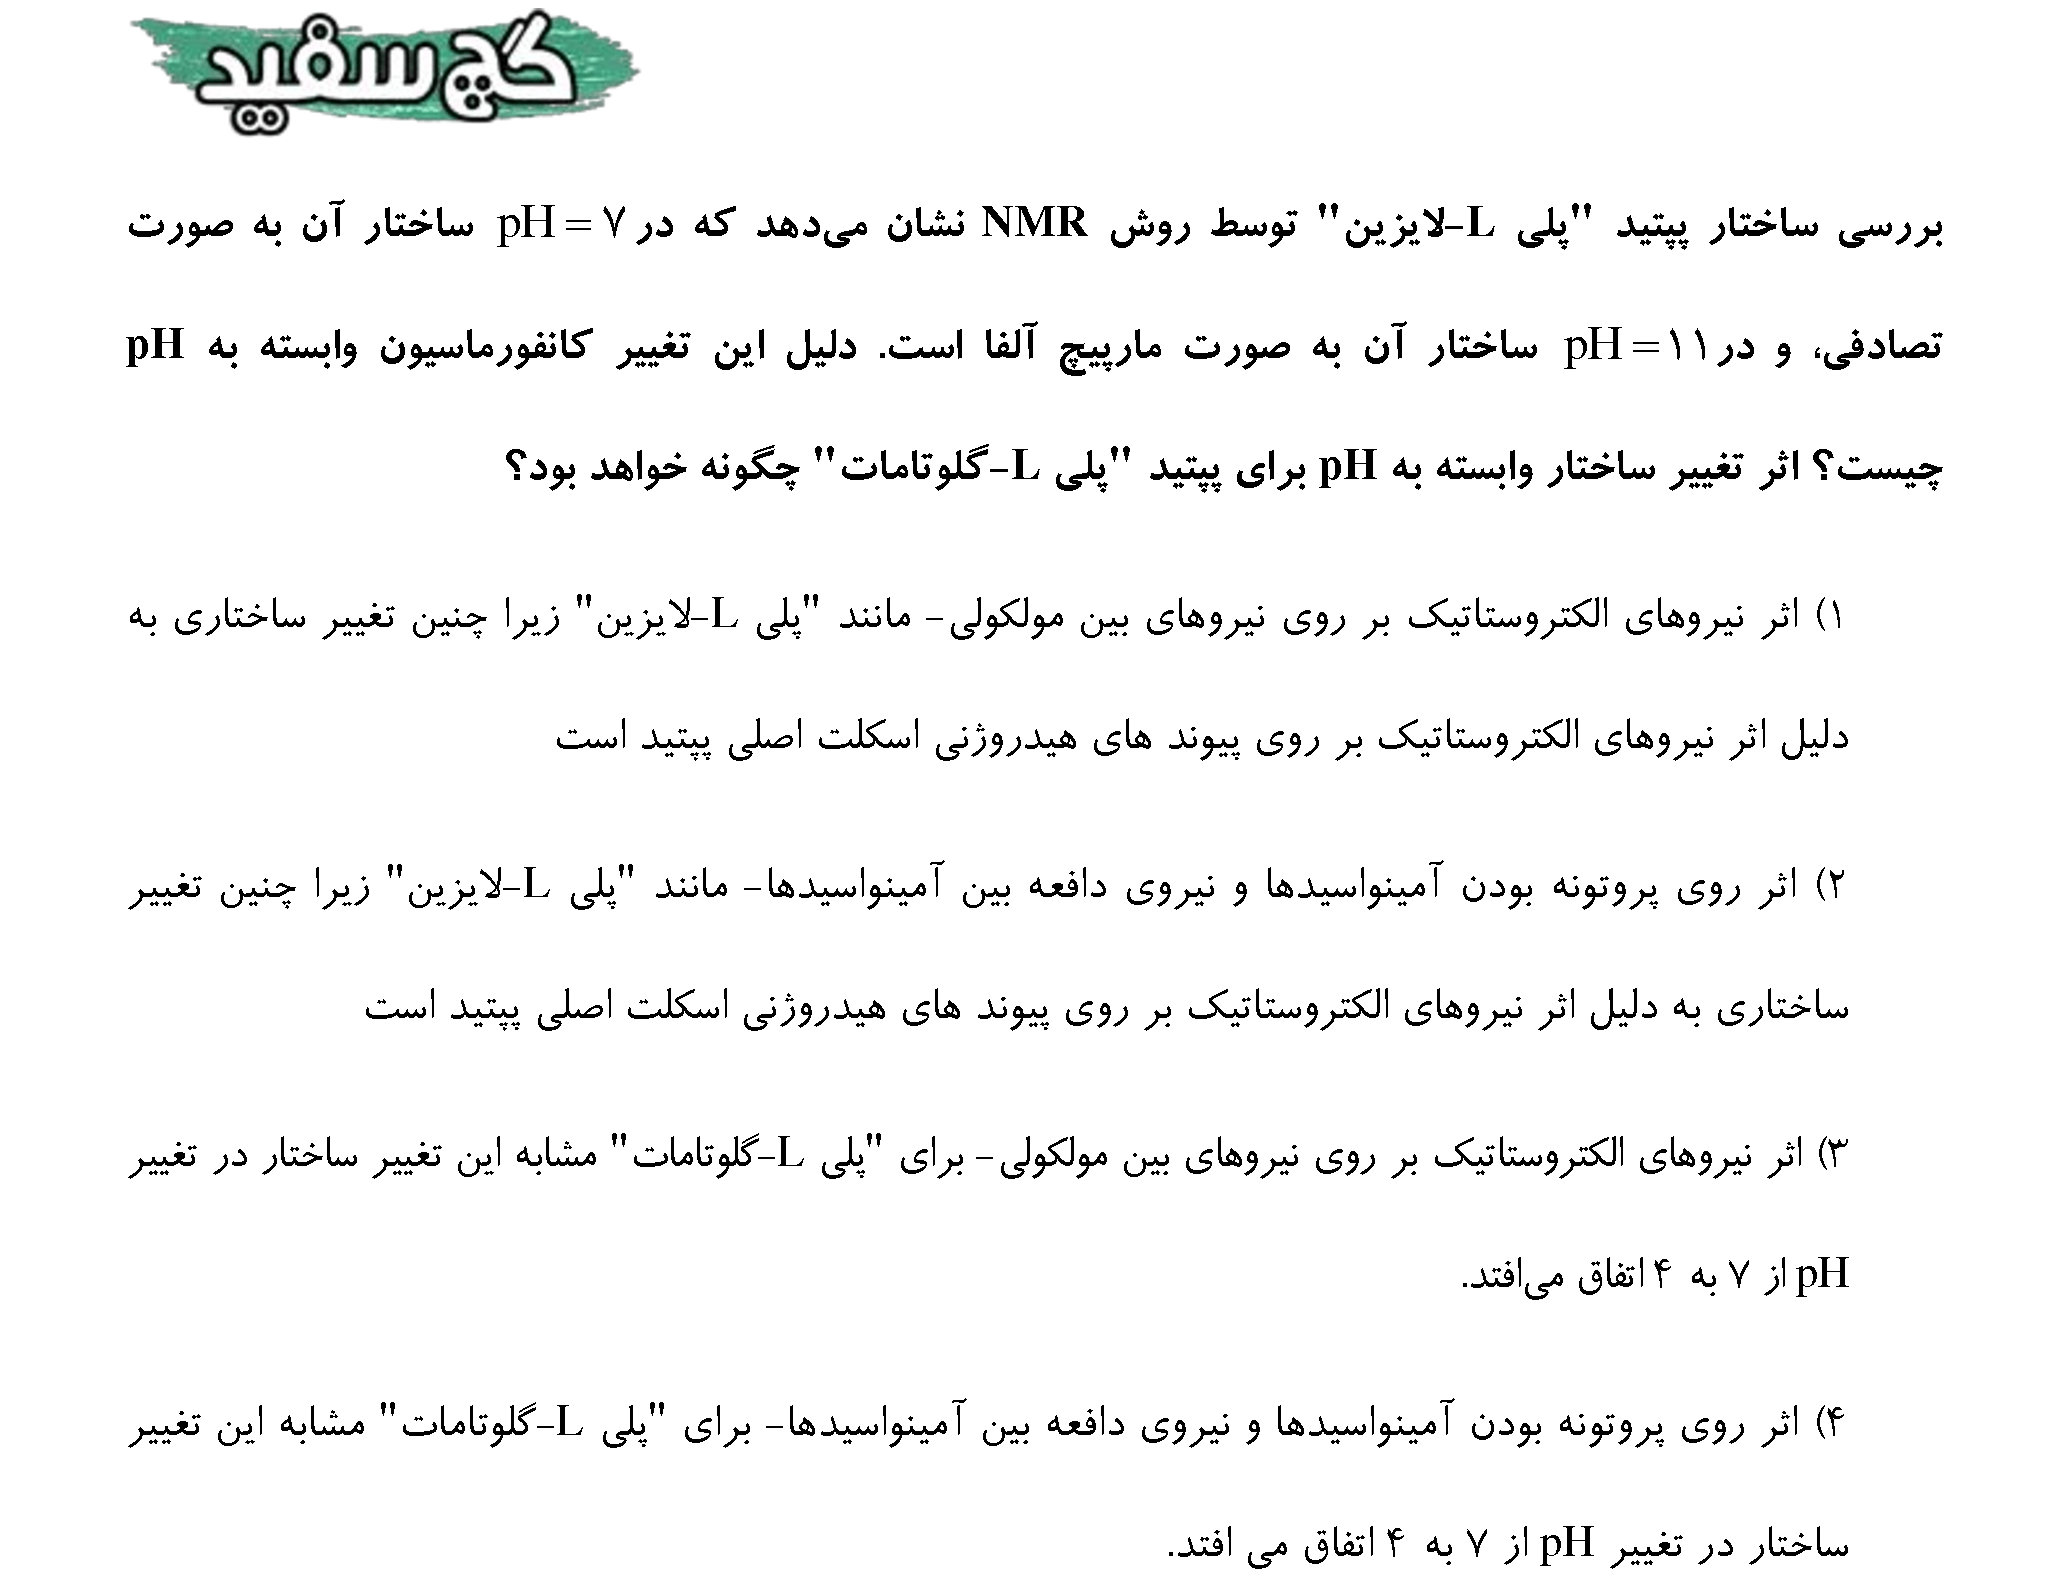 گچ سفید
بررسی ساختار پپتید "پلی L-لایزین" توسط روش NMR نشان می‌دهد که در pH = ۷ ساختار آن به صورت
تصادفی، و در pH = ۱۱ ساختار آن به صورت مارپیچ آلفا است. دلیل این تغییر کانفورماسیون وابسته به pH
چیست؟ اثر تغییر ساختار وابسته به pH برای پپتید "پلی L-گلوتامات" چگونه خواهد بود؟
۱) اثر نیروهای الکتروستاتیک بر روی نیروهای بین مولکولی- مانند "پلی L-لایزین" زیرا چنین تغییر ساختاری به
دلیل اثر نیروهای الکتروستاتیک بر روی پیوند های هیدروژنی اسکلت اصلی پپتید است
۲) اثر روی پروتونه بودن آمینواسیدها و نیروی دافعه بین آمینواسیدها- مانند "پلی L-لایزین" زیرا چنین تغییر
ساختاری به دلیل اثر نیروهای الکتروستاتیک بر روی پیوند های هیدروژنی اسکلت اصلی پپتید است
۳) اثر نیروهای الکتروستاتیک بر روی نیروهای بین مولکولی- برای "پلی L-گلوتامات" مشابه این تغییر ساختار در تغییر
pH از ۷ به ۴ اتفاق می‌افتد.
۴) اثر روی پروتونه بودن آمینواسیدها و نیروی دافعه بین آمینواسیدها- برای "پلی L-گلوتامات" مشابه این تغییر
ساختار در تغییر pH از ۷ به ۴ اتفاق می افتد.